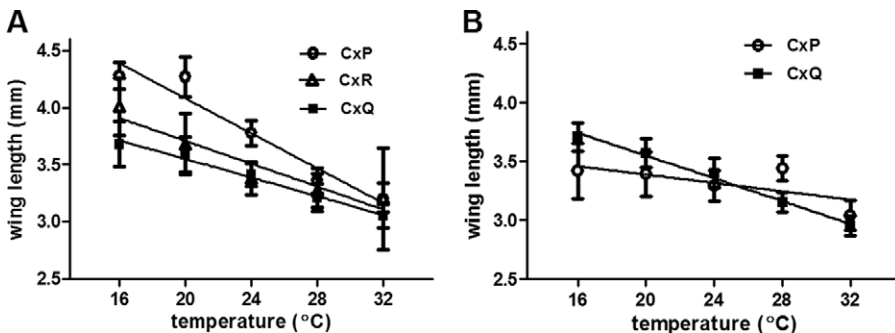 A
wing length (mm)
4.5
4.0
3.5
3.0
2.5
16 20 24 28 32
temperature (°C)
CxP
CxR
CxQ
B
wing length (mm)
4.5
4.0
3.5
3.0
2.5
16 20 24 28 32
temperature (°C)
CxP
CxQ